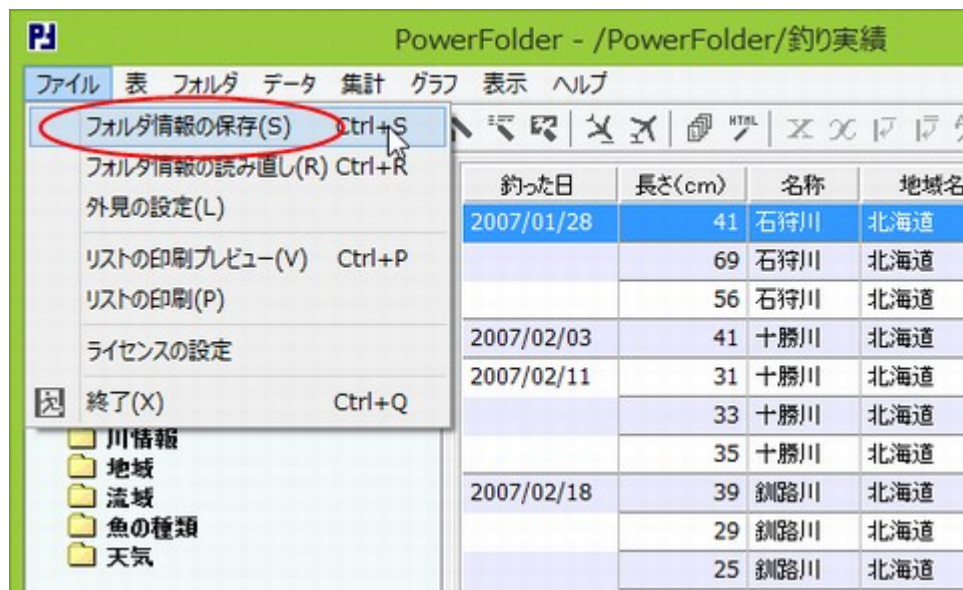 PowerFolder - /PowerFolder/釣り実績
ファイル 表 フォルダ データ 集計 グラフ 表示 ヘルプ
フォルダ情報の保存(S) Ctrl+S
フォルダ情報の読み直し(R) Ctrl+R
外見の設定(L)
リストの印刷プレビュー(V) Ctrl+P
リストの印刷(P)
ライセンスの設定
終了(X) Ctrl+Q
川情報
地域
流域
魚の種類
天気
HTML
釣った日 長さ(cm) 名称 地域名
2007/01/28 41 石狩川 北海道
69 石狩川 北海道
56 石狩川 北海道
2007/02/03 41 十勝川 北海道
2007/02/11 31 十勝川 北海道
33 十勝川 北海道
35 十勝川 北海道
2007/02/18 39 釧路川 北海道
29 釧路川 北海道
25 釧路川 北海道